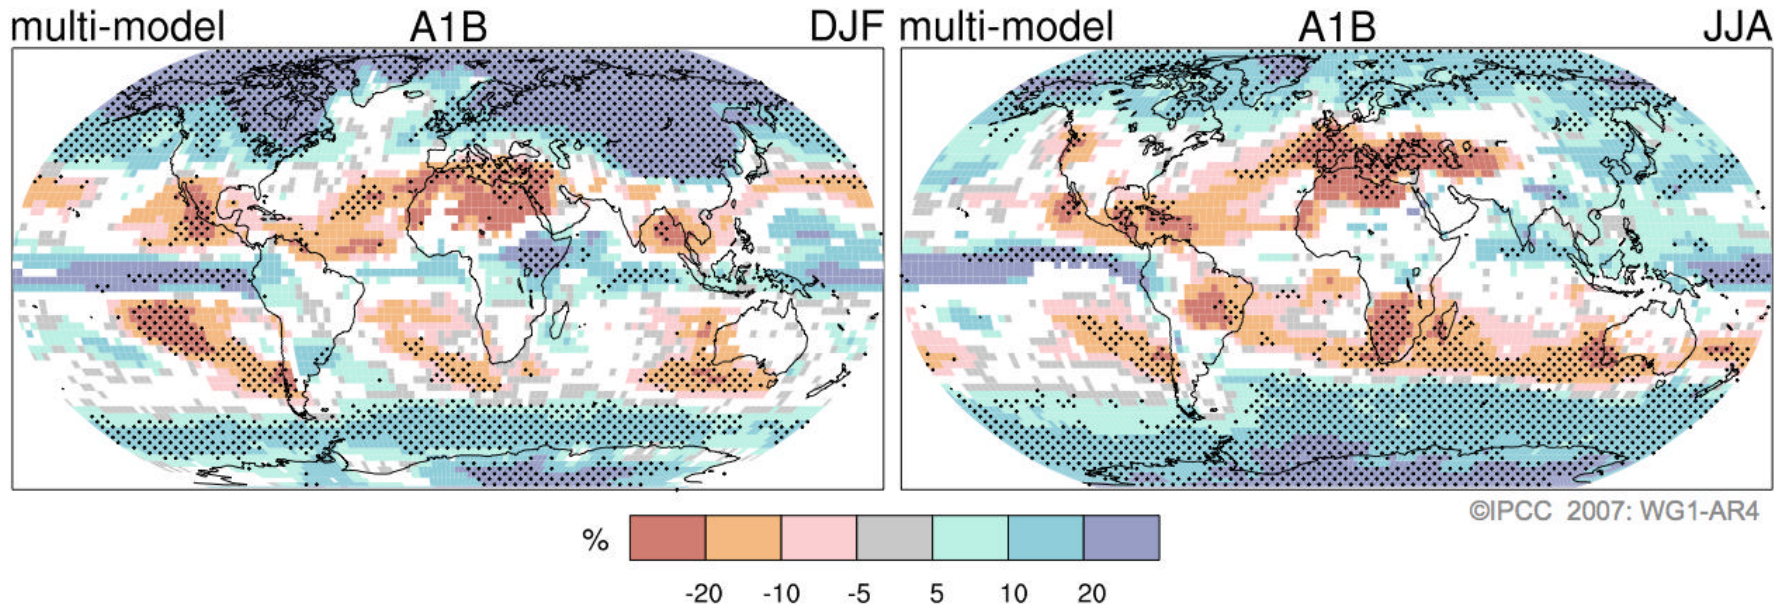 multi-model A1B DJF
multi-model A1B JJA
©IPCC 2007: WG1-AR4
%
-20 -10 -5 5 10 20